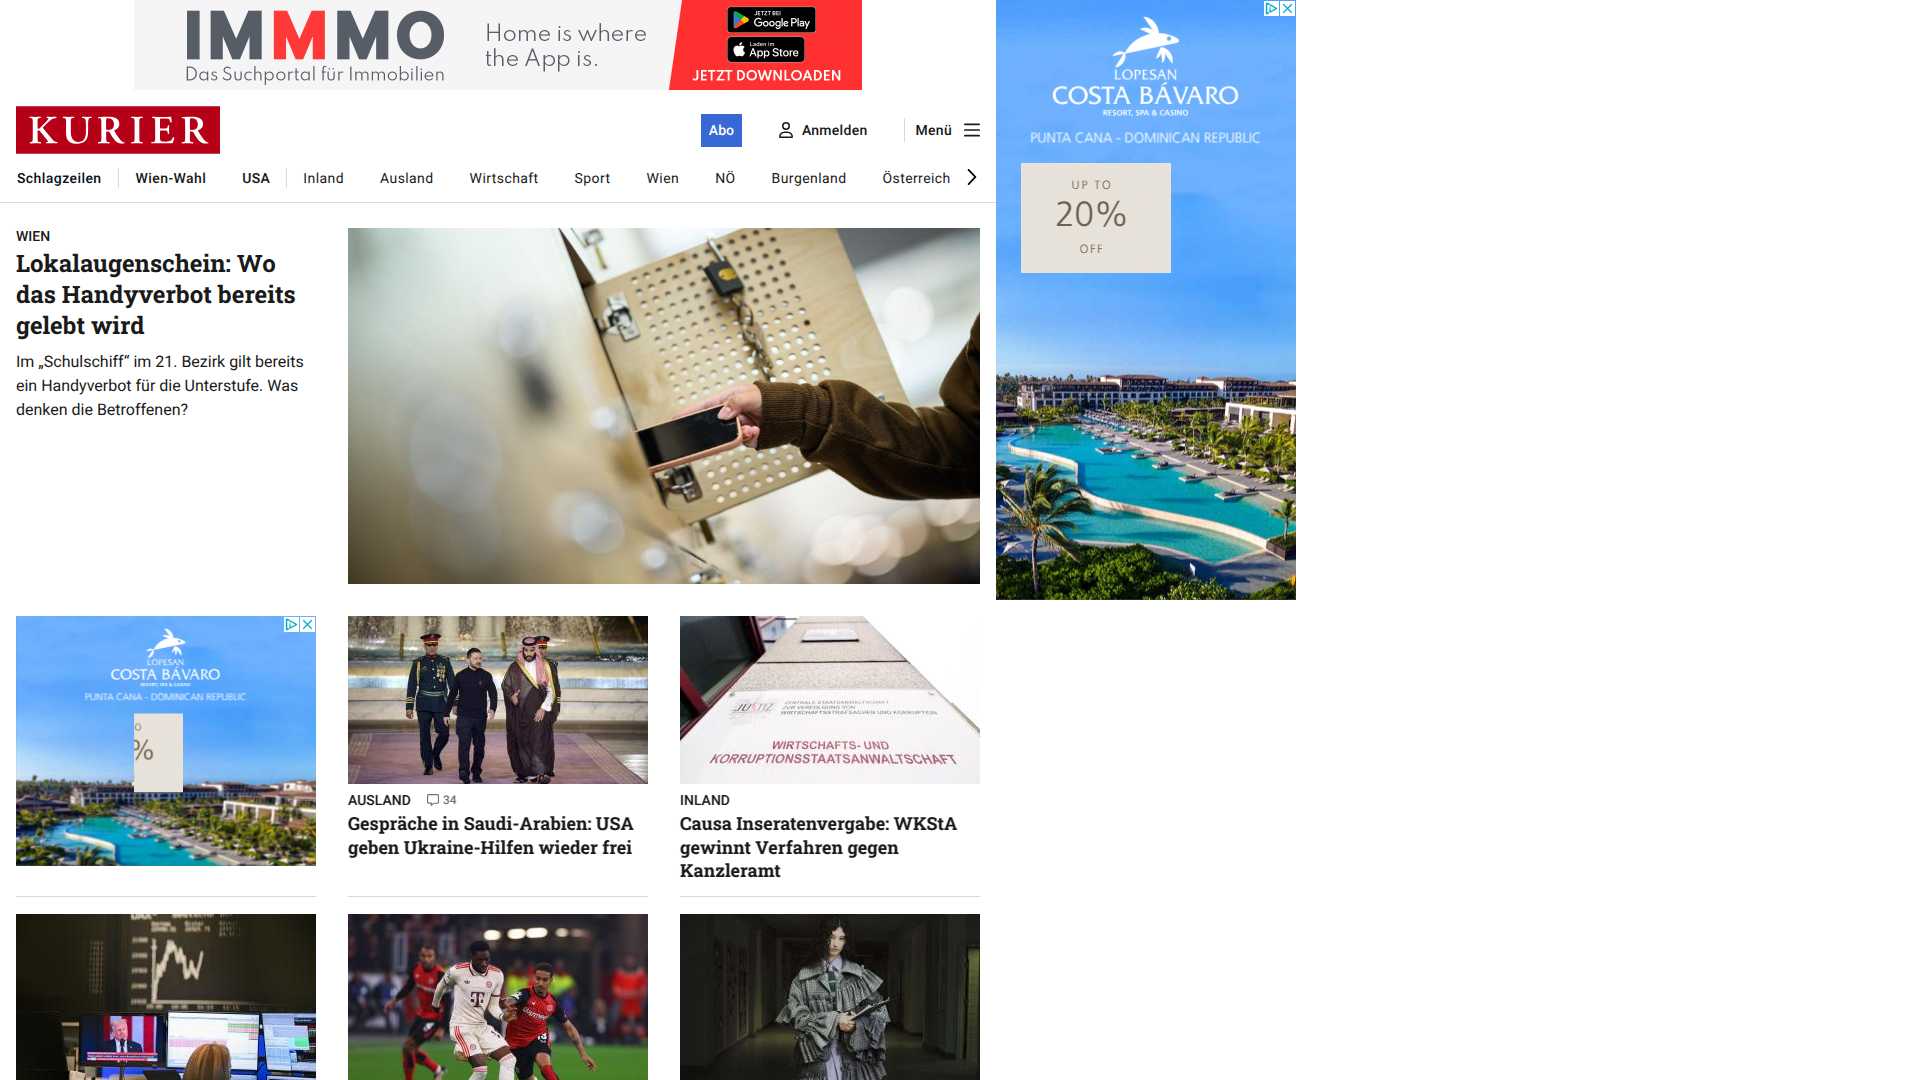 IMMMO
Das Suchportal für Immobilien
Home is where
the App is.
JETZT BEI
Google Play
Laden im
App Store
JETZT DOWNLOADEN
KURIER
Abo
Anmelden
Menü
Schlagzeilen
Wien-Wahl
USA
Inland
Ausland
Wirtschaft
Sport
Wien
NÖ
Burgenland
Österreich
WIEN
Lokalaugenschein: Wo
das Handyverbot bereits
gelebt wird
Im „Schulschiff“ im 21. Bezirk gilt bereits
ein Handyverbot für die Unterstufe. Was
denken die Betroffenen?
LOPESAN
COSTA BÁVARO
RESORT, SPA & CASINO
PUNTA CANA - DOMINICAN REPUBLIC
UP TO
20%
OFF
LOPESAN
COSTA BÁVARO
RESORT, SPA & CASINO
PUNTA CANA - DOMINICAN REPUBLIC
O
%
AUSLAND
34
Gespräche in Saudi-Arabien: USA
geben Ukraine-Hilfen wieder frei
JUSTIZ
ZENTRALE STAATSANWALTSCHAFT
ZUR VERFOLGUNG VON
WIRTSCHAFTSSTRAFSACHEN UND KORRUPTION
WIRTSCHAFTS- UND
KORRUPTIONSSTAATSANWALTSCHAFT
INLAND
Causa Inseratenvergabe: WKStA
gewinnt Verfahren gegen
Kanzleramt